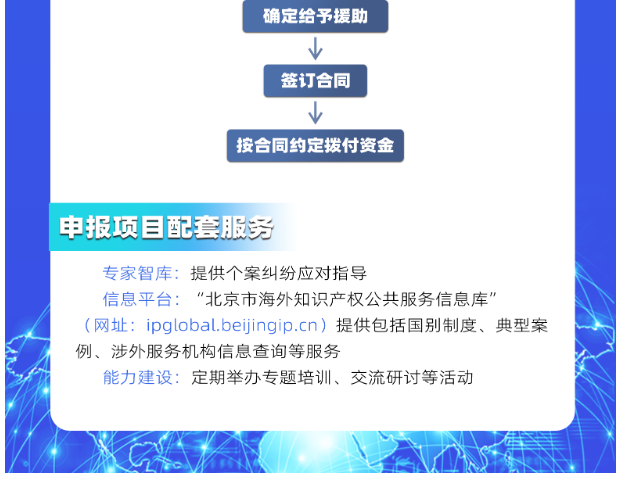 确定给予援助
签订合同
按合同约定拨付资金
申报项目配套服务
专家智库：提供个案纠纷应对指导
信息平台：“北京市海外知识产权公共服务信息库”
（网址：ipglobal.beijingip.cn）提供包括国别制度、典型案
例、涉外服务机构信息查询等服务
能力建设：定期举办专题培训、交流研讨等活动